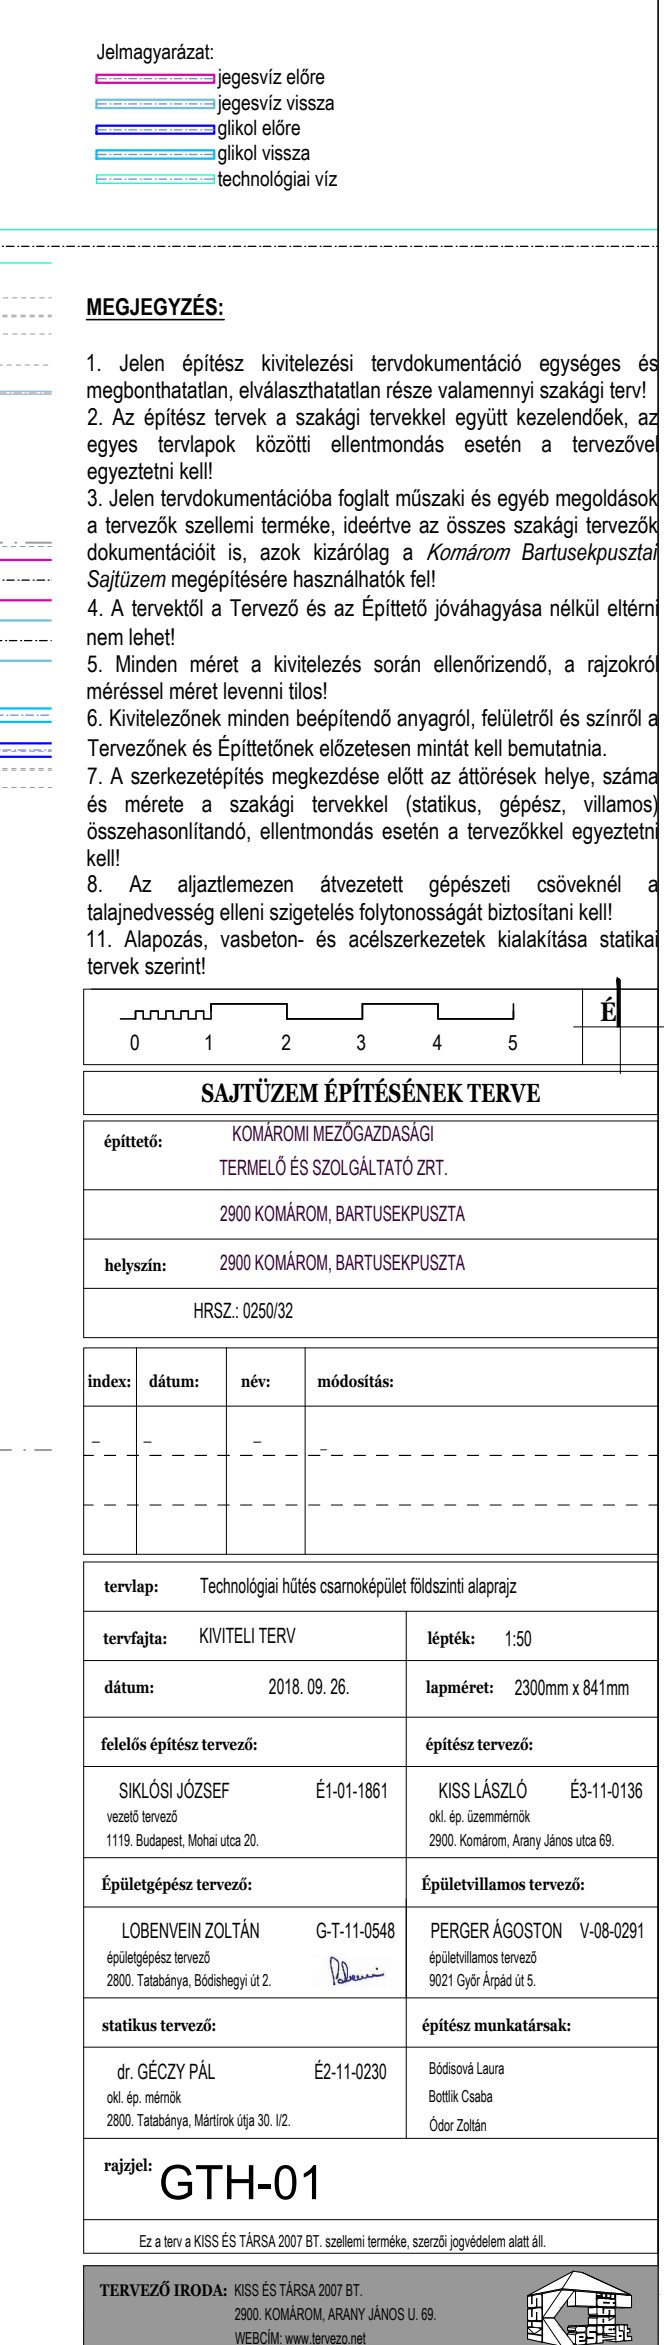 Jelmagyarázat:
jegesvíz előre
jegesvíz vissza
glikol előre
glikol vissza
technológiai víz
MEGJEGYZÉS:
1. Jelen építész kivitelezési tervdokumentáció egységes és
megbonthatatlan, elválaszthatatlan része valamennyi szakági terv!
2. Az építész tervek a szakági tervekkel együtt kezelendőek, az
egyes tervlapok közötti ellentmondás esetén a tervezővel
egyeztetni kell!
3. Jelen tervdokumentációba foglalt műszaki és egyéb megoldások
a tervezők szellemi terméke, ideértve az összes szakági tervezők
dokumentációit is, azok kizárólag a Komárom Bartusekpusztai
Sajtüzem megépítésére használhatók fel!
4. A tervektől a Tervező és az Építtető jóváhagyása nélkül eltérni
nem lehet!
5. Minden méret a kivitelezés során ellenőrizendő, a rajzokról
méréssel méret levenni tilos!
6. Kivitelezőnek minden beépítendő anyagról, felületről és színről a
Tervezőnek és Építtetőnek előzetesen mintát kell bemutatnia.
7. A szerkezetépítés megkezdése előtt az áttörések helye, száma
és mérete a szakági tervekkel (statikus, gépész, villamos)
összehasonlítandó, ellentmondás esetén a tervezőkkel egyeztetni
kell!
8. Az aljaztlemezen átvezetett gépészeti csöveknél a
talajnedvesség elleni szigetelés folytonosságát biztosítani kell!
11. Alapozás, vasbeton- és acélszerkezetek kialakítása statikai
tervek szerint!
É
0 1 2 3 4 5
SAJTÜZEM ÉPÍTÉSÉNEK TERVE
építtető: KOMÁROMI MEZŐGAZDASÁGI
TERMELŐ ÉS SZOLGÁLTATÓ ZRT.
2900 KOMÁROM, BARTUSEKPUSZTA
helyszín: 2900 KOMÁROM, BARTUSEKPUSZTA
HRSZ.: 0250/32
index: dátum: név: módosítás:
– – – –
tervlap: Technológiai hűtés csarnoképület földszinti alaprajz
tervfajta: KIVITELI TERV lépték: 1:50
dátum: 2018. 09. 26. lapméret: 2300mm x 841mm
felelős építész tervező: építész tervező:
SIKLÓSI JÓZSEF É1-01-1861 KISS LÁSZLÓ É3-11-0136
vezető tervező okl. ép. üzemmérnök
1119. Budapest, Mohai utca 20. 2900. Komárom, Arany János utca 69.
Épületgépész tervező: Épületvillamos tervező:
LOBENVEIN ZOLTÁN G-T-11-0548 PERGER ÁGOSTON V-08-0291
épületgépész tervező épületvillamos tervező
2800. Tatabánya, Bódishegyi út 2. 9021 Győr Árpád út 5.
statikus tervező: építész munkatársak:
dr. GÉCZY PÁL É2-11-0230 Bódisová Laura
okl. ép. mérnök Bottlik Csaba
2800. Tatabánya, Mártírok útja 30. I/2. Ódor Zoltán
rajzjel: GTH-01
Ez a terv a KISS ÉS TÁRSA 2007 BT. szellemi terméke, szerzői jogvédelem alatt áll.
TERVEZŐ IRODA: KISS ÉS TÁRSA 2007 BT.
2900. KOMÁROM, ARANY JÁNOS U. 69.
WEBCÍM: www.tervezo.net